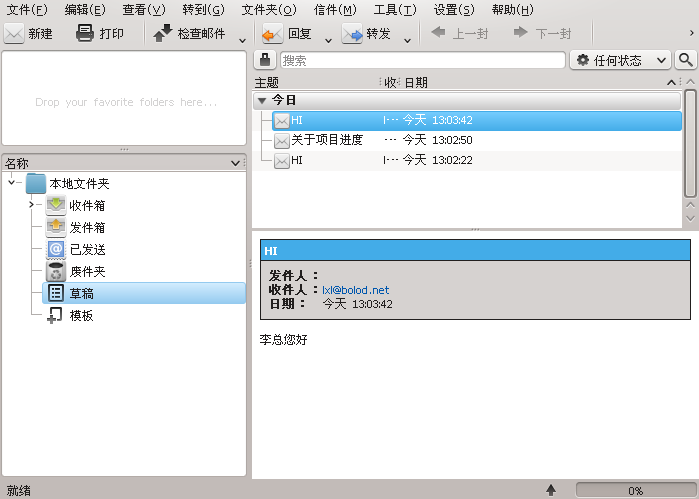 文件(F) 编辑(E) 查看(V) 转到(G) 文件夹(O) 信件(M) 工具(T) 设置(S) 帮助(H)
新建 打印 检查邮件 回复 转发 上一封 下一封
搜索 任何状态
Drop your favorite folders here...
主题 收 日期
今日
HI l··· 今天 13:03:42
关于项目进度 ··· 今天 13:02:50
HI l··· 今天 13:02:22
名称
本地文件夹
收件箱
发件箱
已发送
废件夹
草稿
模板
HI
发件人：
收件人：lxl@bolod.net
日期： 今天 13:03:42
李总您好
就绪 0%